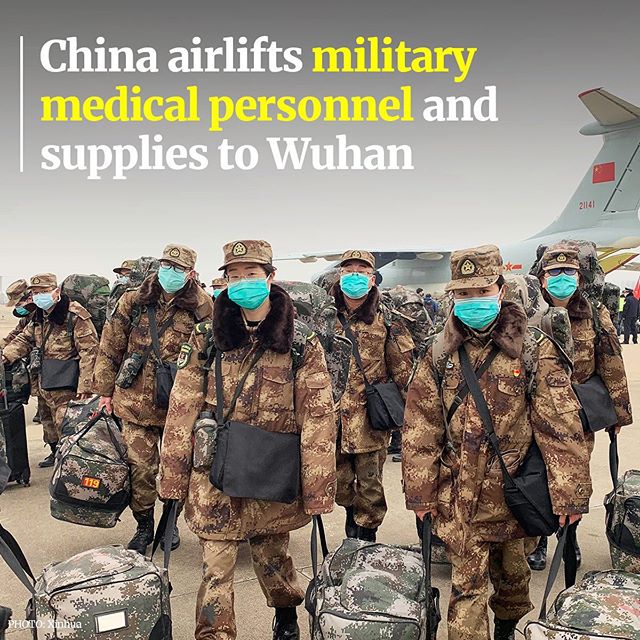 China airlifts military
medical personnel and
supplies to Wuhan
21141
119
PHOTO: Xinhua